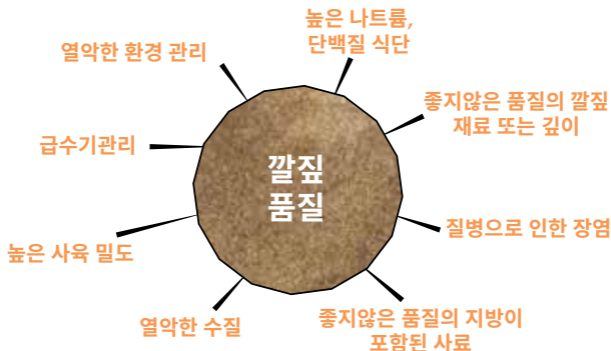 높은 나트륨,
단백질 식단
열악한 환경 관리
좋지않은 품질의 깔짚
재료 또는 깊이
급수기관리
깔짚
품질
질병으로 인한 장염
높은 사육 밀도
열악한 수질
좋지않은 품질의 지방이
포함된 사료